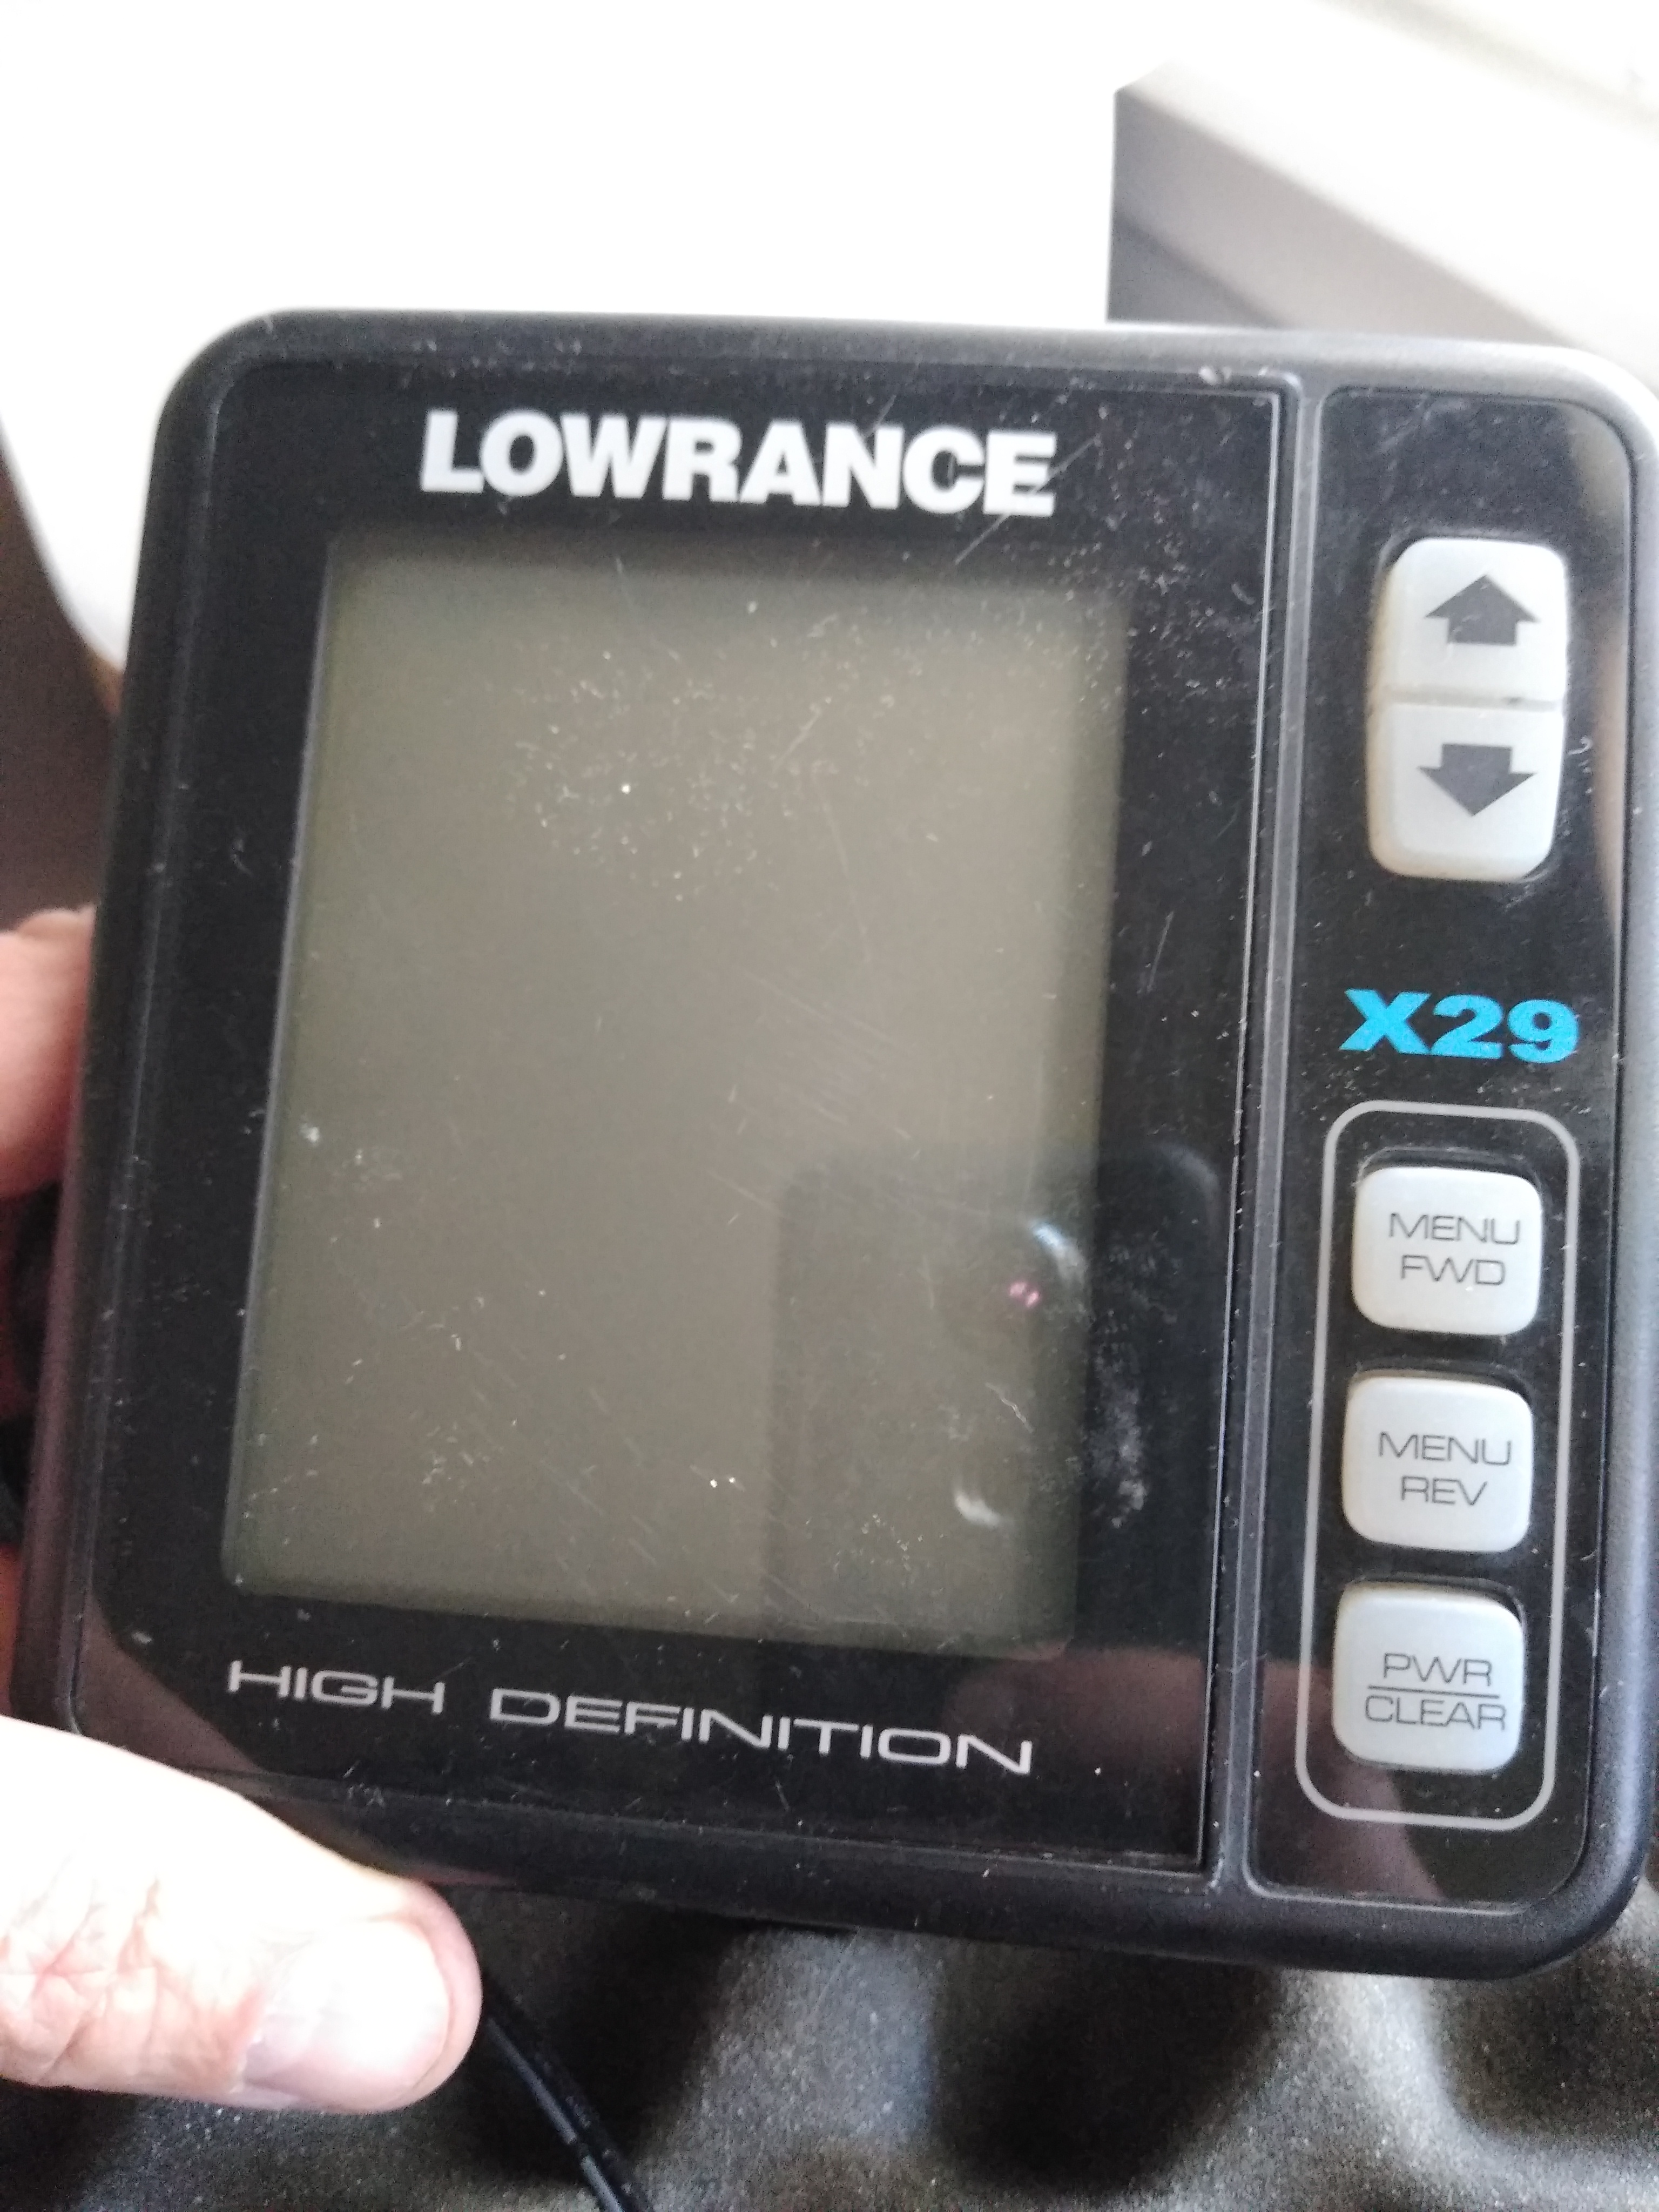 LOWRANCE
X29
MENU
FWD
MENU
REV
PWR
CLEAR
HIGH DEFINITION